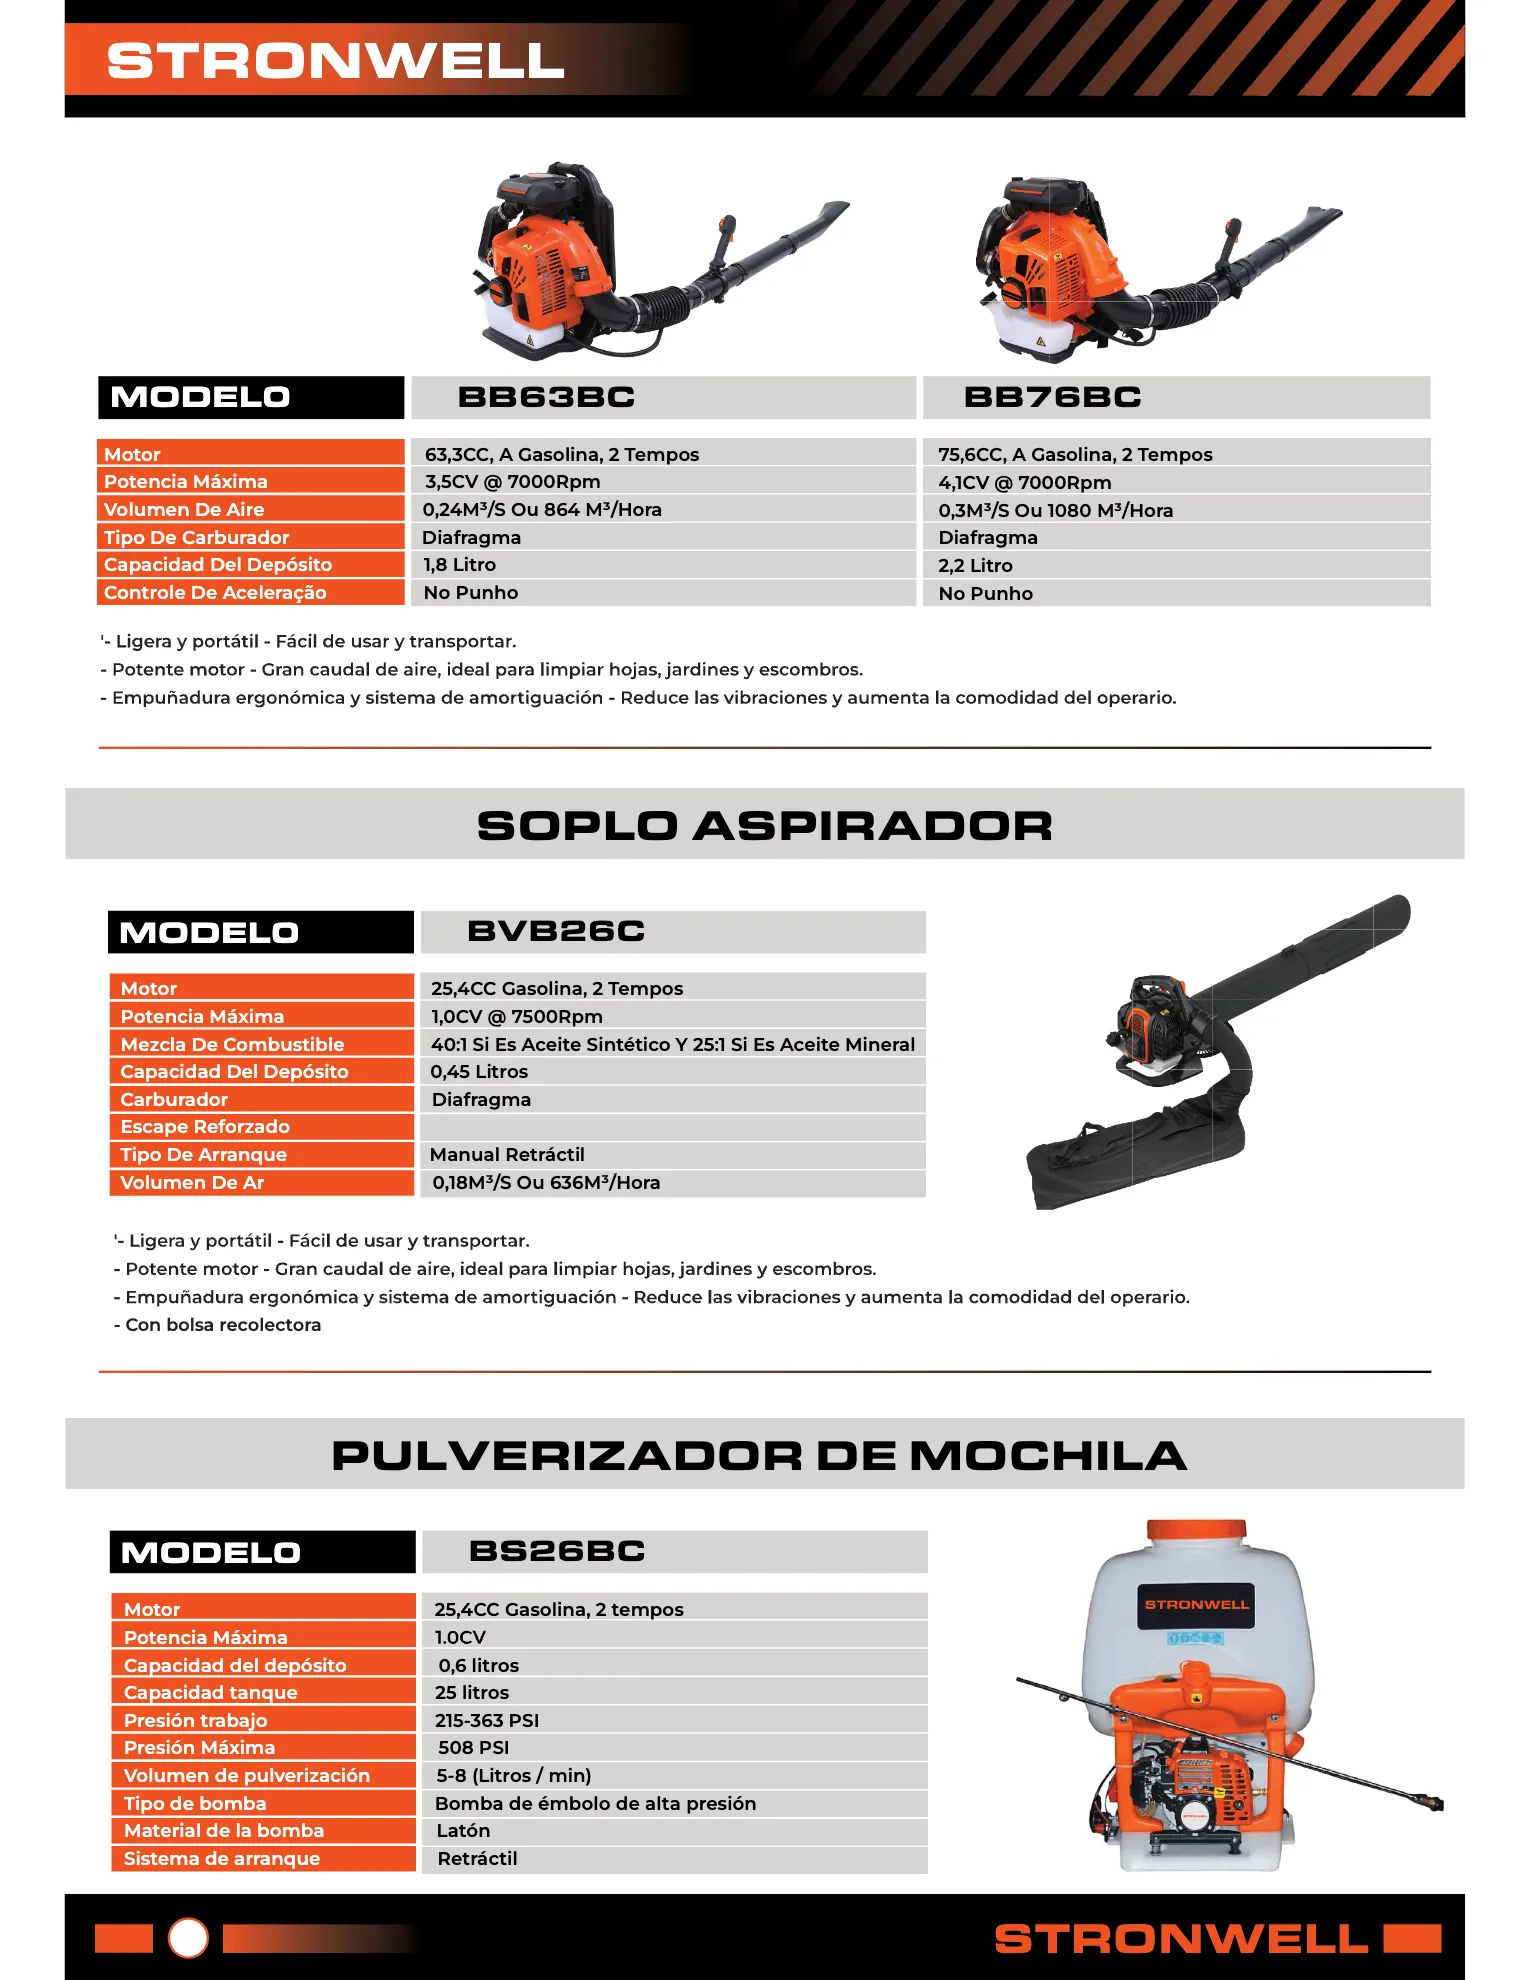 STRONWELL
MODELO BB63BC BB76BC
Motor 63,3CC, A Gasolina, 2 Tempos 75,6CC, A Gasolina, 2 Tempos
Potencia Máxima 3,5CV @ 7000Rpm 4,1CV @ 7000Rpm
Volumen De Aire 0,24M³/S Ou 864 M³/Hora 0,3M³/S Ou 1080 M³/Hora
Tipo De Carburador Diafragma Diafragma
Capacidad Del Depósito 1,8 Litro 2,2 Litro
Controle De Aceleração No Punho No Punho
'- Ligera y portátil - Fácil de usar y transportar.
- Potente motor - Gran caudal de aire, ideal para limpiar hojas, jardines y escombros.
- Empuñadura ergonómica y sistema de amortiguación - Reduce las vibraciones y aumenta la comodidad del operario.
SOPLO ASPIRADOR
MODELO BVB26C
Motor 25,4CC Gasolina, 2 Tempos
Potencia Máxima 1,0CV @ 7500Rpm
Mezcla De Combustible 40:1 Si Es Aceite Sintético Y 25:1 Si Es Aceite Mineral
Capacidad Del Depósito 0,45 Litros
Carburador Diafragma
Escape Reforzado
Tipo De Arranque Manual Retráctil
Volumen De Ar 0,18M³/S Ou 636M³/Hora
'- Ligera y portátil - Fácil de usar y transportar.
- Potente motor - Gran caudal de aire, ideal para limpiar hojas, jardines y escombros.
- Empuñadura ergonómica y sistema de amortiguación - Reduce las vibraciones y aumenta la comodidad del operario.
- Con bolsa recolectora
PULVERIZADOR DE MOCHILA
MODELO BS26BC
Motor 25,4CC Gasolina, 2 tempos
Potencia Máxima 1.0CV
Capacidad del depósito 0,6 litros
Capacidad tanque 25 litros
Presión trabajo 215-363 PSI
Presión Máxima 508 PSI
Volumen de pulverización 5-8 (Litros / min)
Tipo de bomba Bomba de émbolo de alta presión
Material de la bomba Latón
Sistema de arranque Retráctil
STRONWELL
STRONWELL